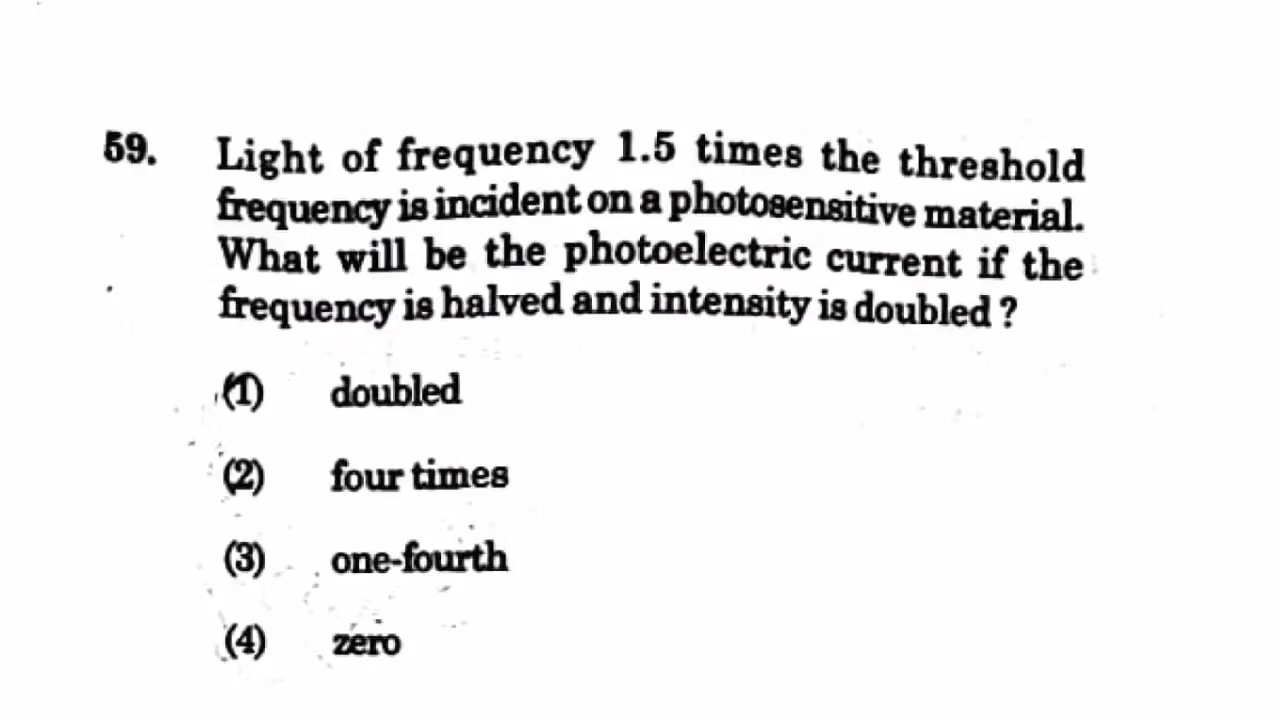 59. Light of frequency 1.5 times the threshold
frequency is incident on a photosensitive material.
What will be the photoelectric current if the
frequency is halved and intensity is doubled ?
(1) doubled
(2) four times
(3) one-fourth
(4) zero